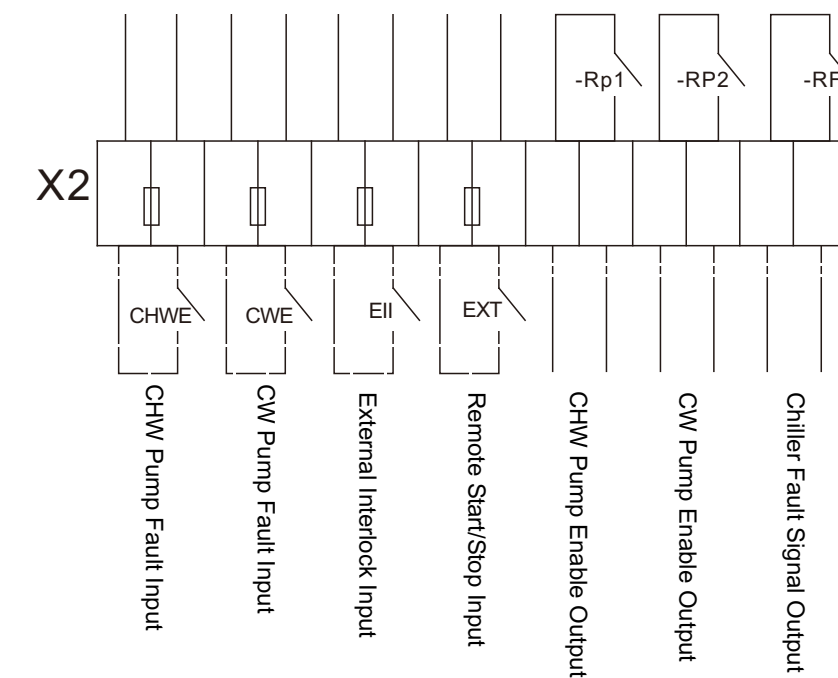 -Rp1
-RP2
X2
CHWE
CWE
EII
EXT
CHW Pump Fault Input
CW Pump Fault Input
External Interlock Input
Remote Start/Stop Input
CHW Pump Enable Output
CW Pump Enable Output
Chiller Fault Signal Output